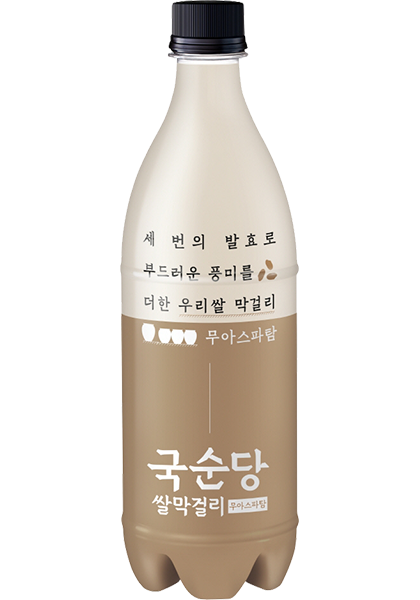 세 번의 발효로
부드러운 풍미를
더한 우리쌀 막걸리
무아스파탐
국순당
쌀막걸리 무아스파탐